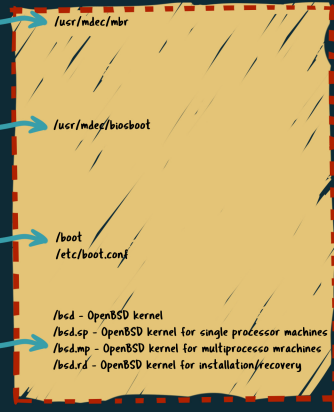 /usr/mdec/mbr
/usr/mdec/biosboot
/boot
/etc/boot.conf
/bsd - OpenBSD kernel
/bsd.sp - OpenBSD kernel for single processor machines
/bsd.mp - OpenBSD kernel for multiprocesso mrachines
/bsd.rd - OpenBSD kernel for installation/recovery